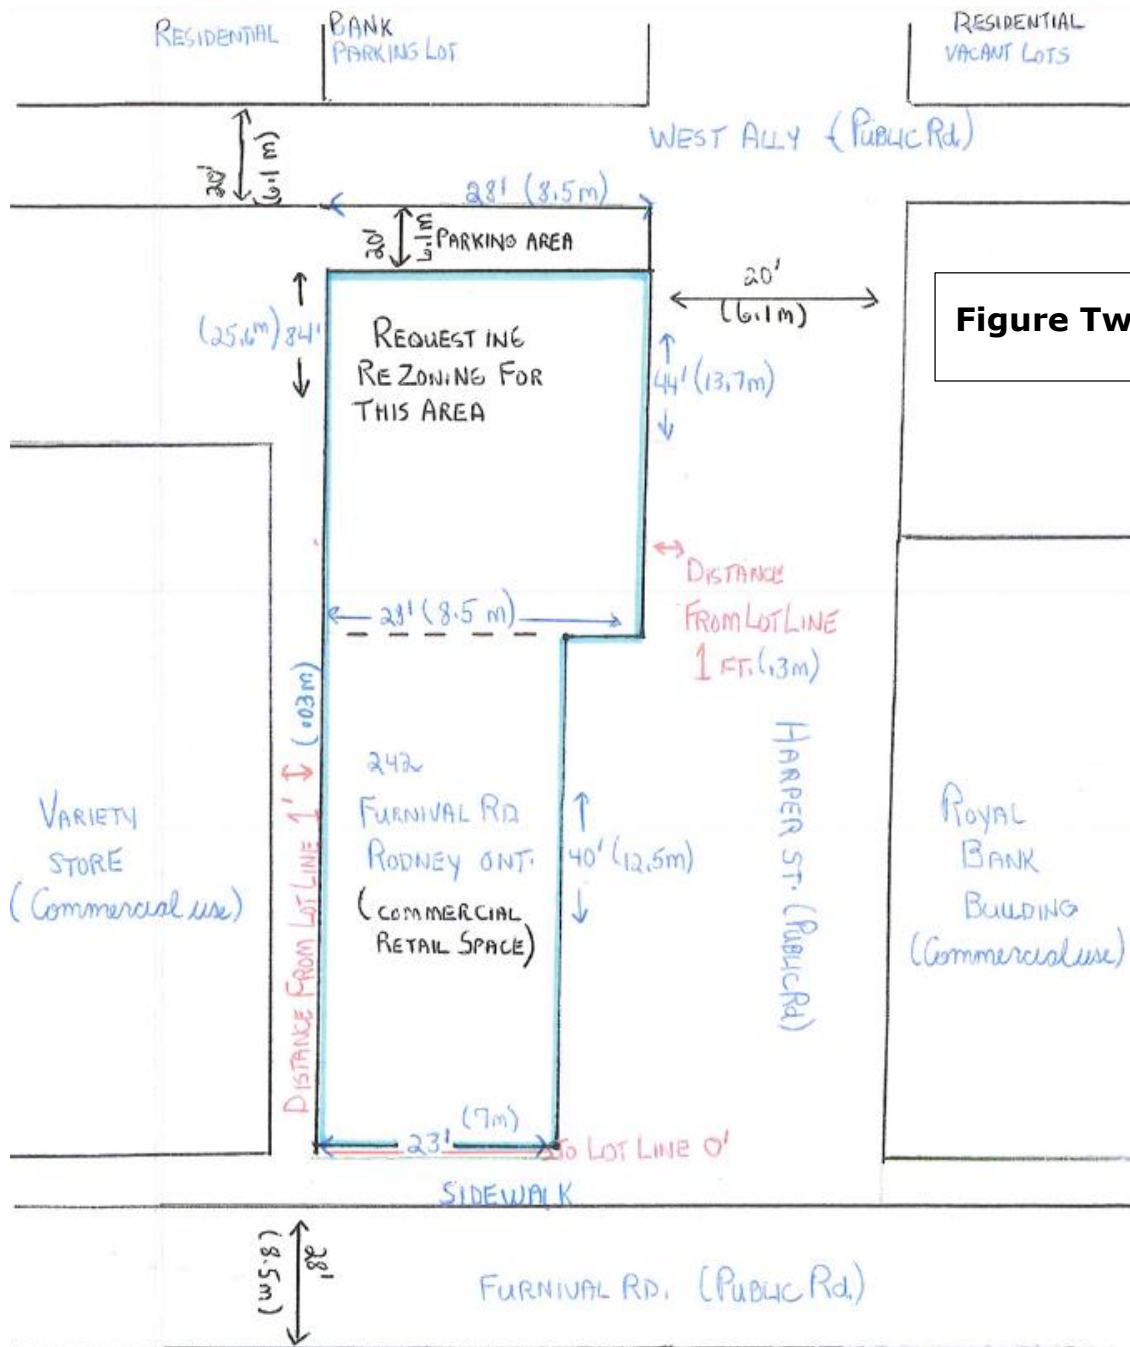 RESIDENTIAL
BANK
PARKING LOT
RESIDENTIAL
VACANT LOTS
WEST ALLY (PUBLIC Rd.)
20'
(6.1 m)
28' (8.5m)
20'
6.1m
PARKING AREA
20'
(6.1m)
Figure Tw
(25.6m) 84'
REQUEST ING
RE ZONING FOR
THIS AREA
44' (13.7m)
DISTANCE
FROM LOT LINE
1 FT. (.3m)
28' (8.5 m)
DISTANCE FROM LOT LINE 1' (.03m)
242
FURNIVAL RD
RODNEY ONT.
(COMMERCIAL
RETAIL SPACE)
40' (12.5m)
HARPER ST. (PUBLIC Rd)
VARIETY
STORE
(Commercial use)
ROYAL
BANK
BUILDING
(Commercial use)
(7m)
23'
TO LOT LINE 0'
SIDEWALK
28'
(8.5m)
FURNIVAL RD. (PUBLIC Rd.)